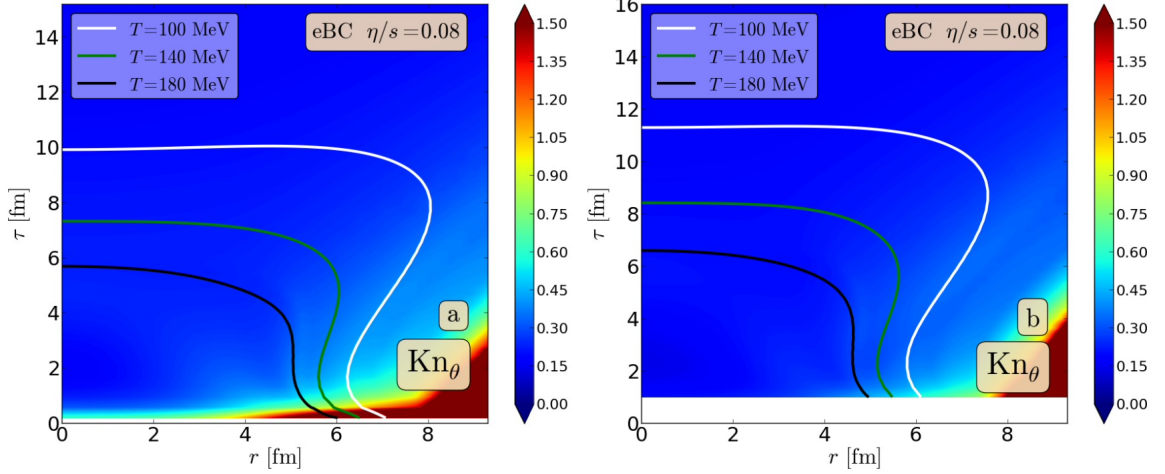 T=100 MeV
T=140 MeV
T=180 MeV
eBC η/s=0.08
a
Knθ
14
12
10
8
6
4
2
0
τ [fm]
0 2 4 6 8
r [fm]
1.50
1.35
1.20
1.05
0.90
0.75
0.60
0.45
0.30
0.15
0.00
T=100 MeV
T=140 MeV
T=180 MeV
eBC η/s=0.08
b
Knθ
16
14
12
10
8
6
4
2
0
τ [fm]
0 2 4 6 8
r [fm]
1.50
1.35
1.20
1.05
0.90
0.75
0.60
0.45
0.30
0.15
0.00